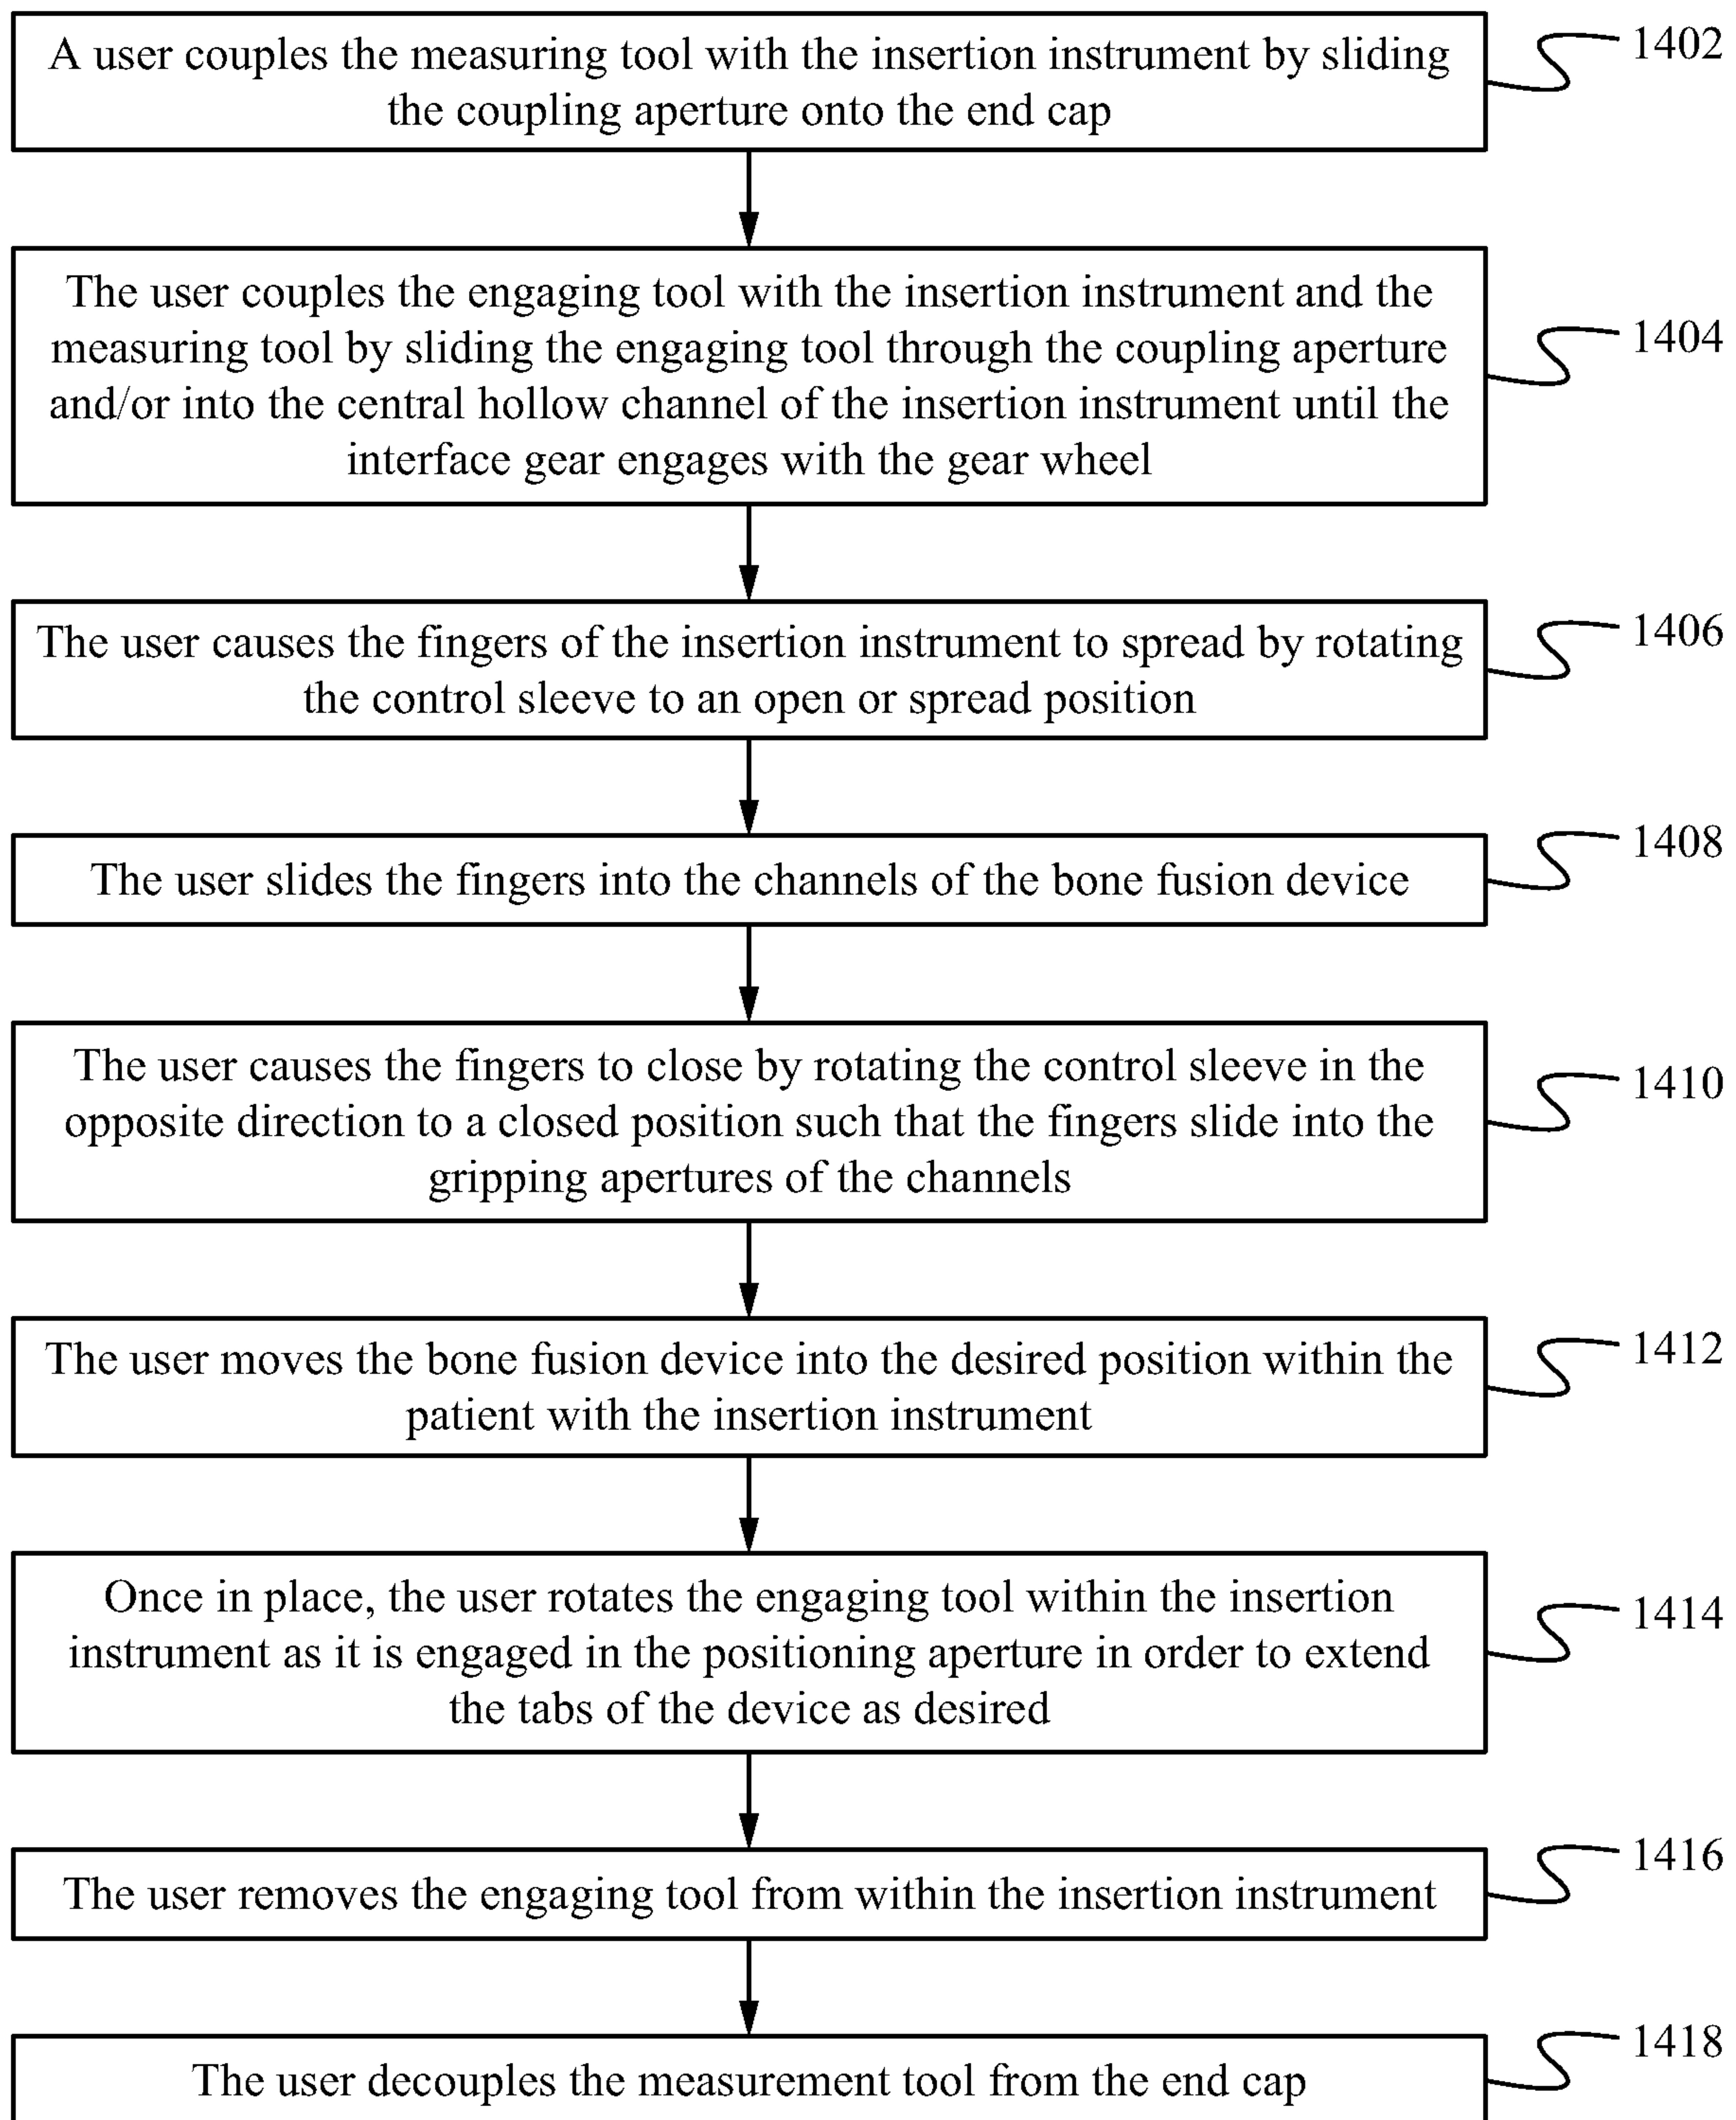 A user couples the measuring tool with the insertion instrument by sliding
the coupling aperture onto the end cap
1402
The user couples the engaging tool with the insertion instrument and the
measuring tool by sliding the engaging tool through the coupling aperture
and/or into the central hollow channel of the insertion instrument until the
interface gear engages with the gear wheel
1404
The user causes the fingers of the insertion instrument to spread by rotating
the control sleeve to an open or spread position
1406
The user slides the fingers into the channels of the bone fusion device
1408
The user causes the fingers to close by rotating the control sleeve in the
opposite direction to a closed position such that the fingers slide into the
gripping apertures of the channels
1410
The user moves the bone fusion device into the desired position within the
patient with the insertion instrument
1412
Once in place, the user rotates the engaging tool within the insertion
instrument as it is engaged in the positioning aperture in order to extend
the tabs of the device as desired
1414
The user removes the engaging tool from within the insertion instrument
1416
The user decouples the measurement tool from the end cap
1418